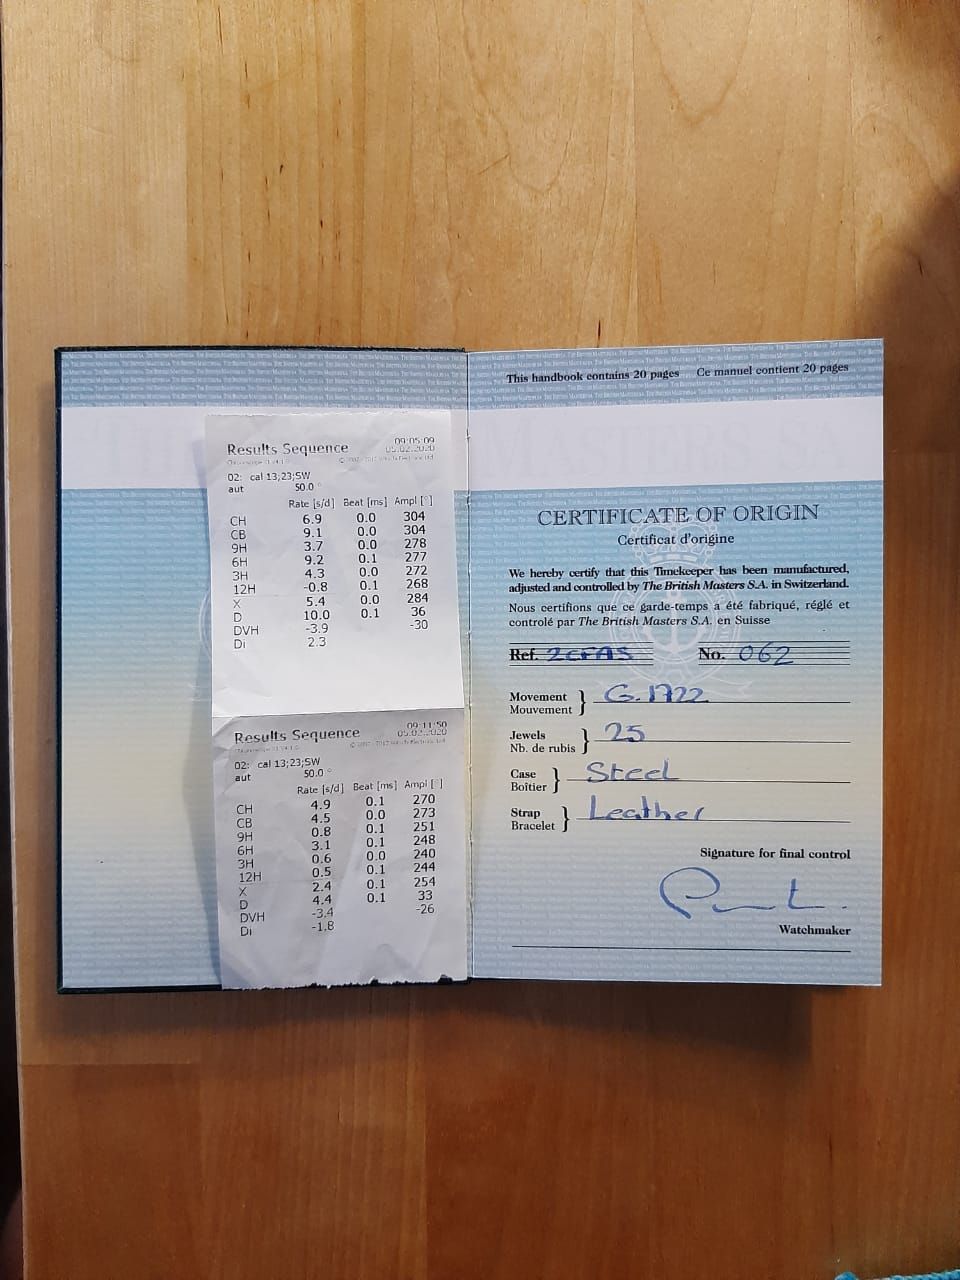 Results Sequence
09:05:09
05.02.2020
02: cal 13;23;SW
aut 50.0 °
Rate [s/d] Beat [ms] Ampl [°]
CH 6.9 0.0 304
CB 9.1 0.0 304
9H 3.7 0.0 278
6H 9.2 0.1 277
3H 4.3 0.0 272
12H -0.8 0.1 268
X 5.4 0.0 284
D 10.0 0.1 36
DVH -3.9 -30
Di 2.3
Results Sequence
09:11:50
05.02.2020
02: cal 13;23;SW
aut 50.0 °
Rate [s/d] Beat [ms] Ampl [°]
CH 4.9 0.1 270
CB 4.5 0.0 273
9H 0.8 0.1 251
6H 3.1 0.1 248
3H 0.6 0.0 240
12H 0.5 0.1 244
X 2.4 0.1 254
D 4.4 0.1 33
DVH -3.4 -26
Di -1.8
This handbook contains 20 pages Ce manuel contient 20 pages
CERTIFICATE OF ORIGIN
Certificat d'origine
We hereby certify that this Timekeeper has been manufactured,
adjusted and controlled by The British Masters S.A. in Switzerland.
Nous certifions que ce garde-temps a été fabriqué, réglé et
contrôlé par The British Masters S.A. en Suisse
Ref. 2CFAS No. 062
Movement
Mouvement } G.1722
Jewels
Nb. de rubis } 25
Case
Boîtier } Steel
Strap
Bracelet } Leather
Signature for final control
Watchmaker